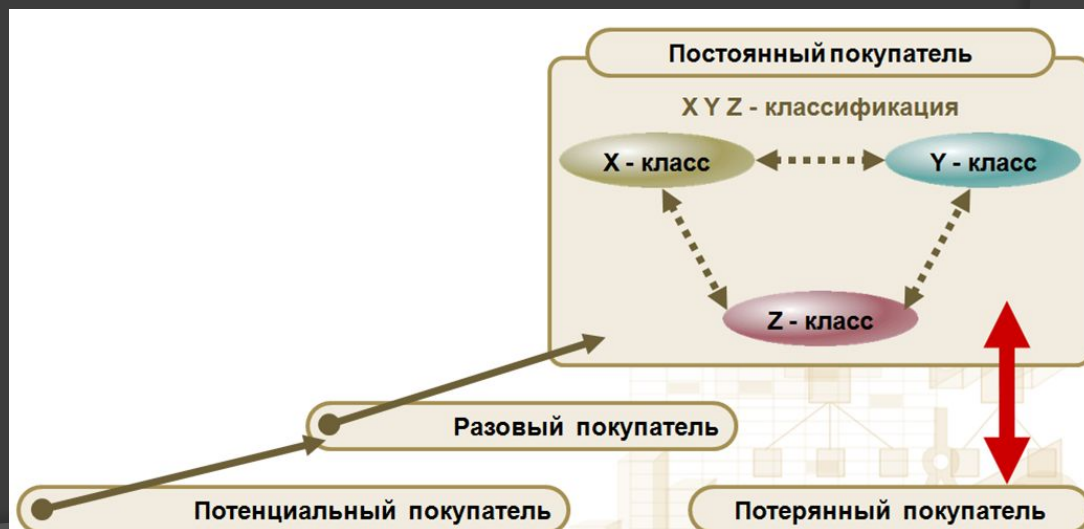 Постоянный покупатель
X Y Z - классификация
X - класс
Y - класс
Z - класс
Разовый покупатель
Потенциальный покупатель
Потерянный покупатель